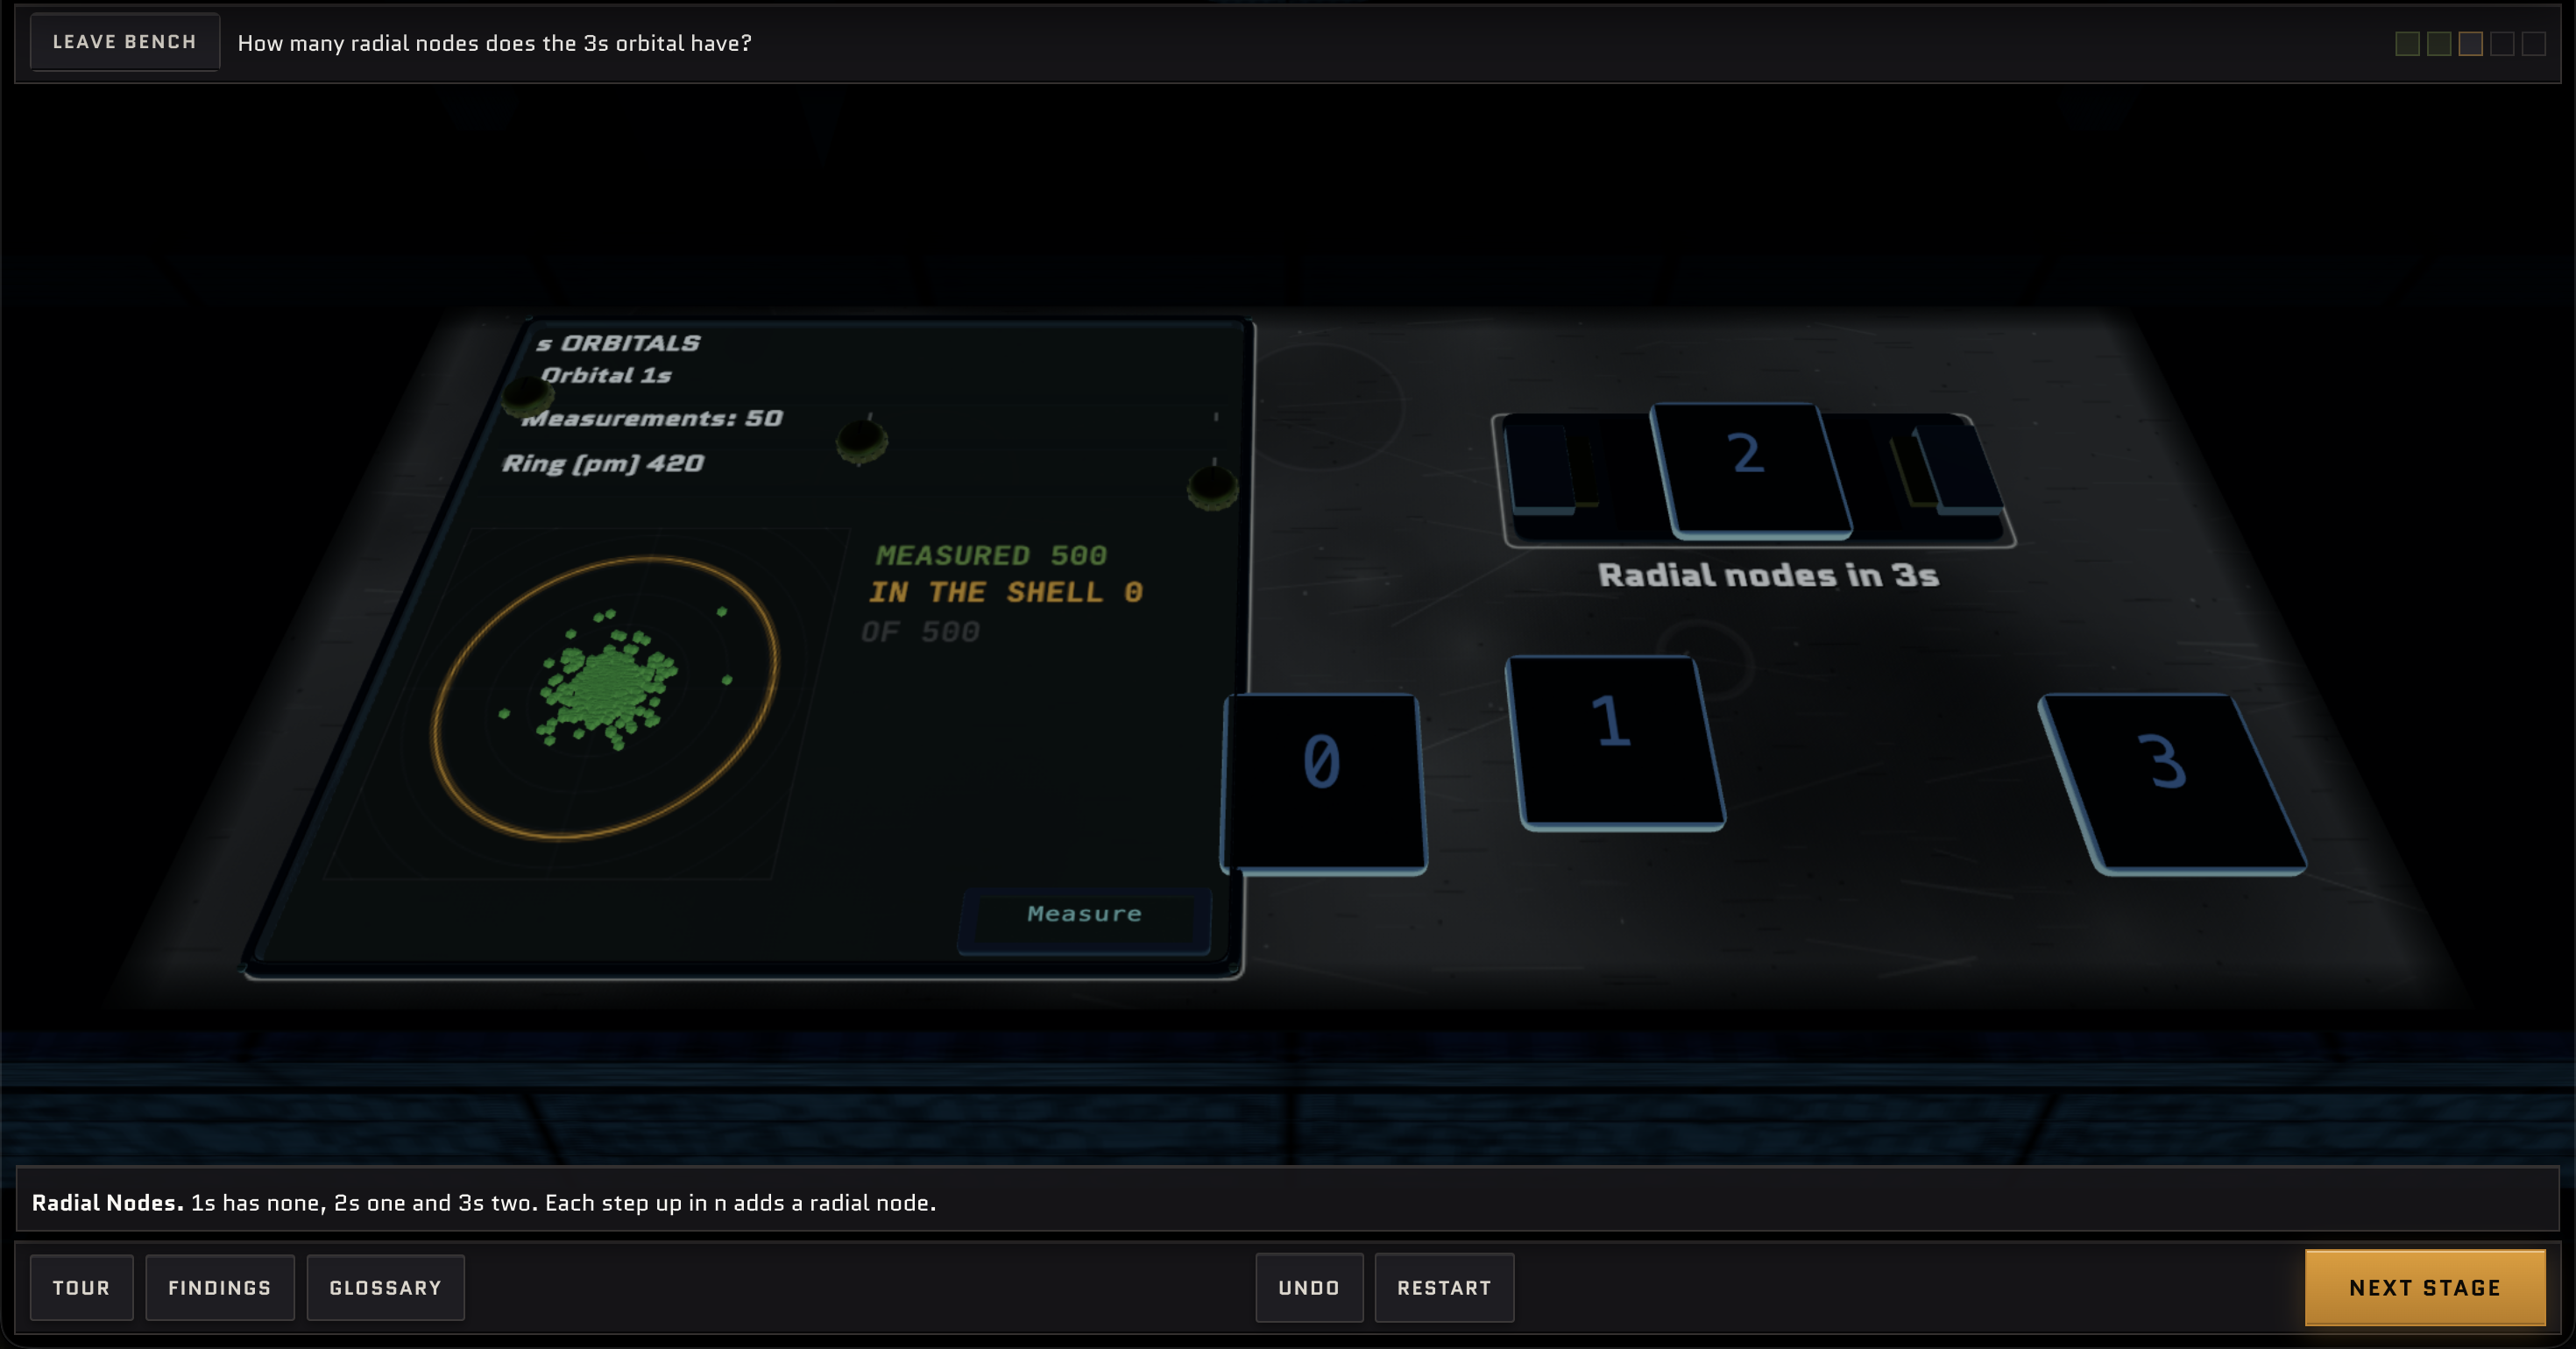 LEAVE BENCH
How many radial nodes does the 3s orbital have?
s ORBITALS
Orbital 1s
Measurements: 50
Ring (pm) 420
MEASURED 500
IN THE SHELL 0
OF 500
Measure
2
Radial nodes in 3s
0
1
3
Radial Nodes. 1s has none, 2s one and 3s two. Each step up in n adds a radial node.
TOUR
FINDINGS
GLOSSARY
UNDO
RESTART
NEXT STAGE